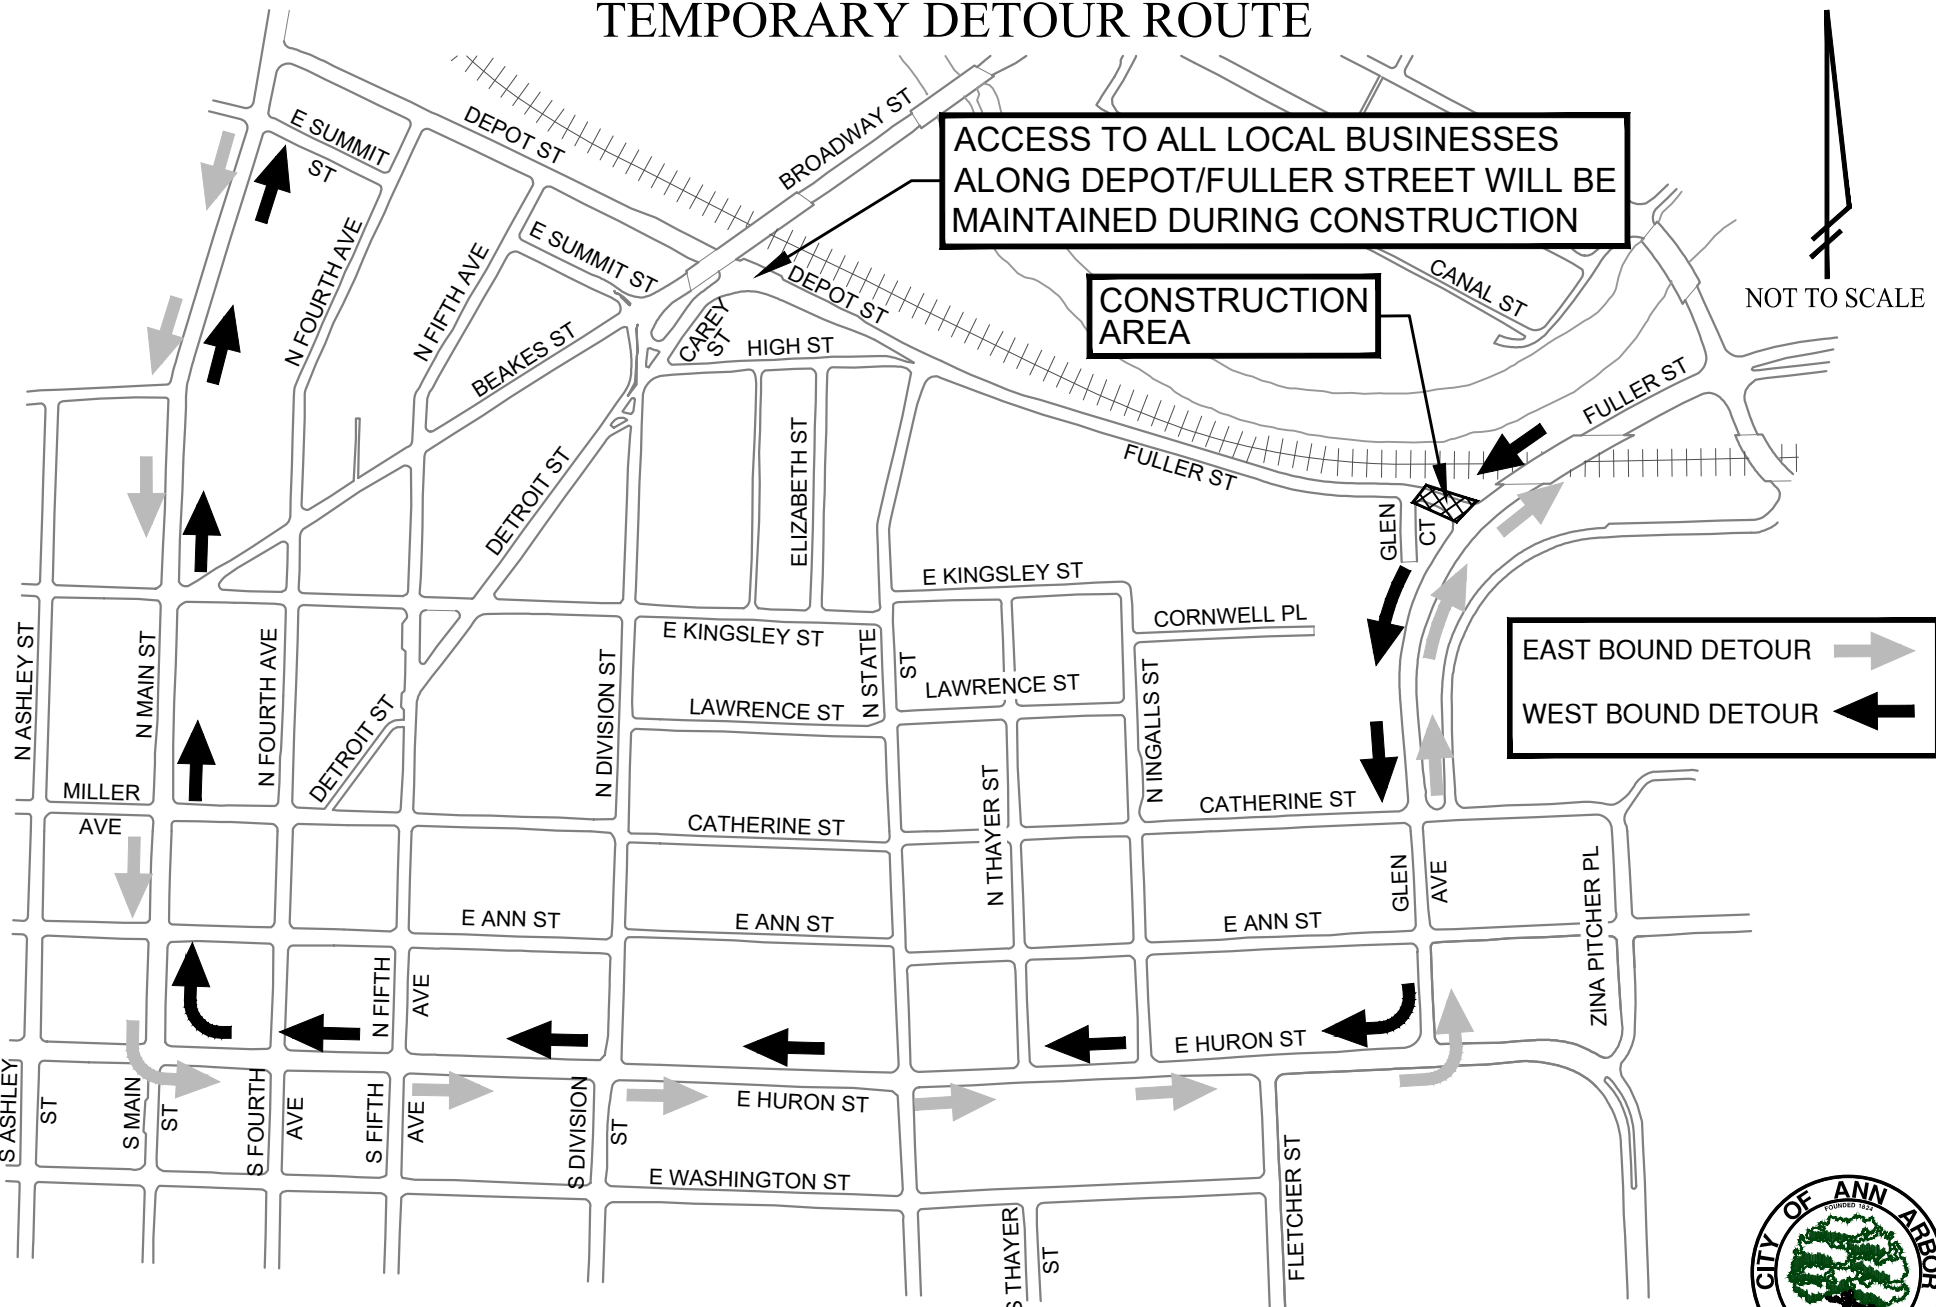 TEMPORARY DETOUR ROUTE
E SUMMIT
ST
DEPOT ST
BROADWAY ST
ACCESS TO ALL LOCAL BUSINESSES
ALONG DEPOT/FULLER STREET WILL BE
MAINTAINED DURING CONSTRUCTION
N FOURTH AVE
N FIFTH AVE
E SUMMIT ST
DEPOT ST
CANAL ST
NOT TO SCALE
CONSTRUCTION
AREA
BEAKES ST
CAREY
ST
HIGH ST
FULLER ST
DETROIT ST
ELIZABETH ST
FULLER ST
GLEN
CT
E KINGSLEY ST
CORNWELL PL
E KINGSLEY ST
N ASHLEY ST
N MAIN ST
N FOURTH AVE
DETROIT ST
N DIVISION ST
N STATE
ST
LAWRENCE ST
LAWRENCE ST
N INGALLS ST
EAST BOUND DETOUR
WEST BOUND DETOUR
MILLER
AVE
CATHERINE ST
CATHERINE ST
N THAYER ST
GLEN
AVE
ZINA PITCHER PL
E ANN ST
E ANN ST
E ANN ST
N FIFTH
AVE
E HURON ST
S ASHLEY
ST
S MAIN
ST
S FOURTH
AVE
S FIFTH
AVE
S DIVISION
ST
E HURON ST
E WASHINGTON ST
S THAYER
ST
FLETCHER ST
CITY OF ANN ARBOR
FOUNDED 1824